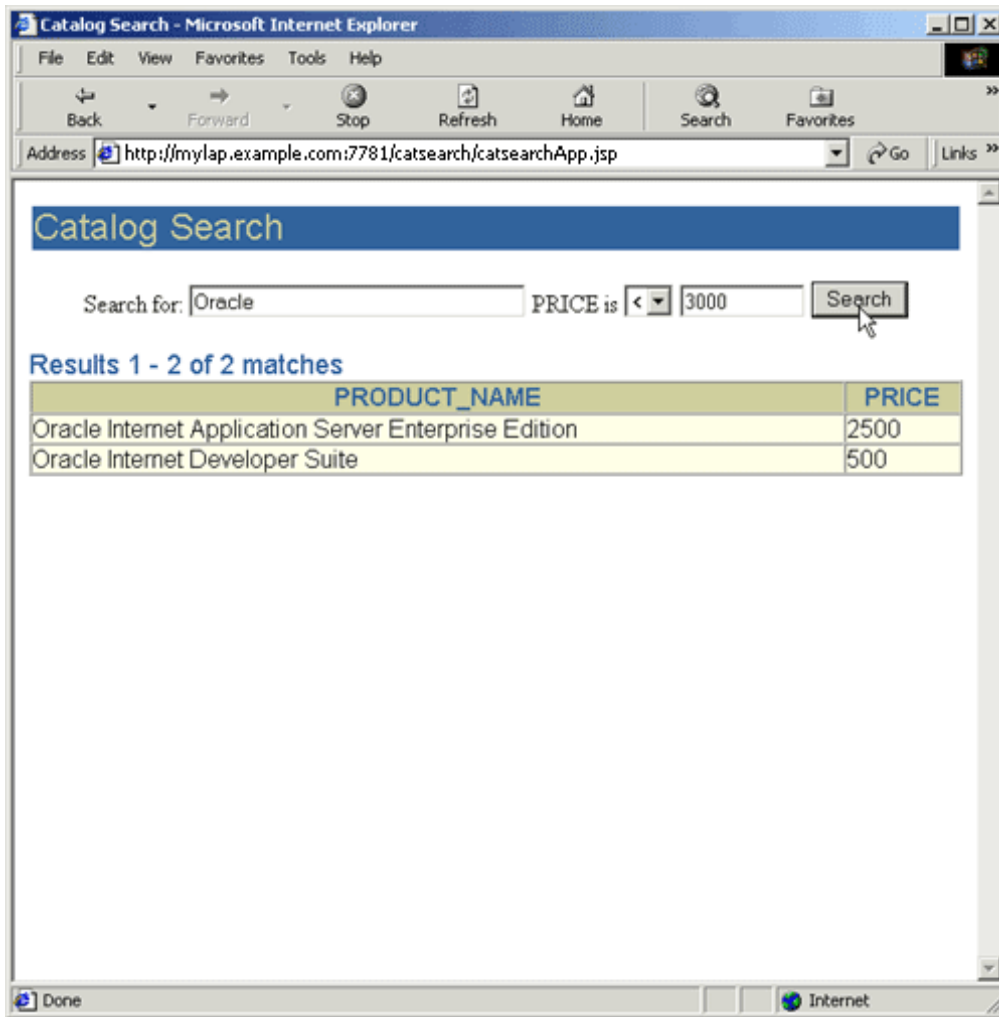 Catalog Search - Microsoft Internet Explorer
File Edit View Favorites Tools Help
Back Forward Stop Refresh Home Search Favorites »
Address http://mylap.example.com:7781/catsearch/catsearchApp.jsp Go Links »
Catalog Search
Search for: Oracle PRICE is < 3000 Search
Results 1 - 2 of 2 matches
PRODUCT_NAME PRICE
Oracle Internet Application Server Enterprise Edition 2500
Oracle Internet Developer Suite 500
Done Internet